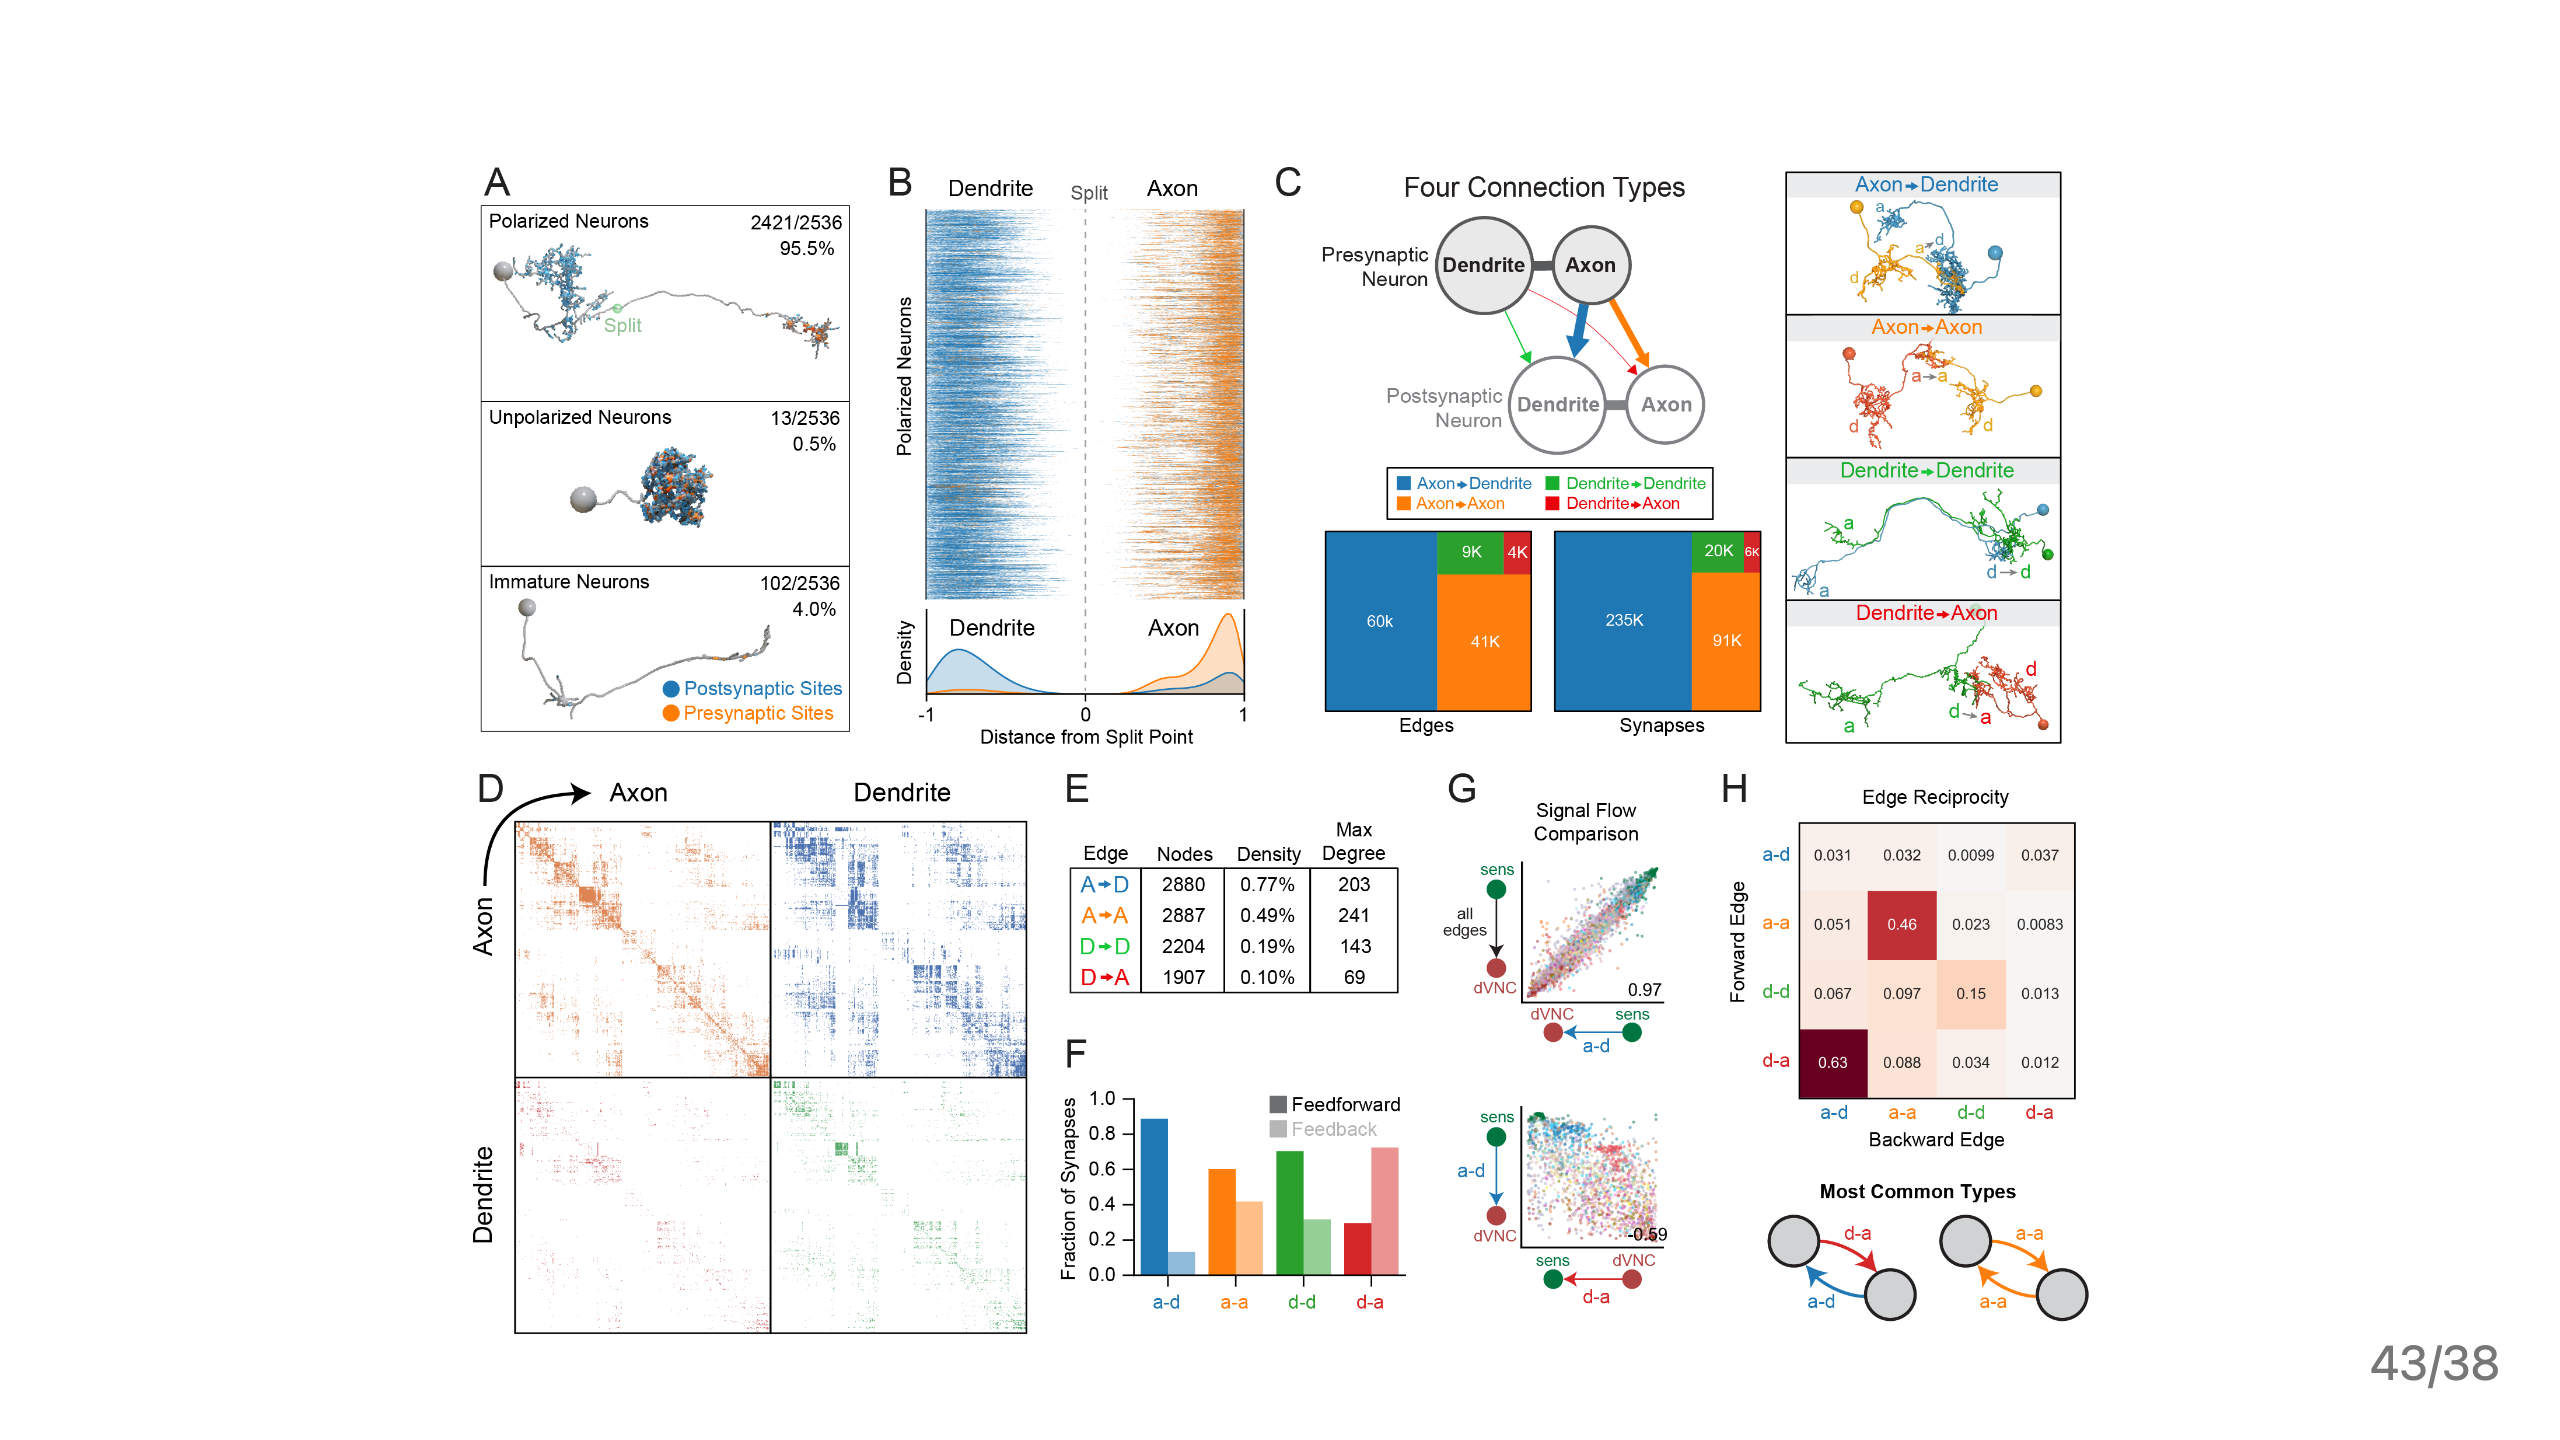 A
Polarized Neurons
2421/2536
95.5%
Split
Unpolarized Neurons
13/2536
0.5%
Immature Neurons
102/2536
4.0%
Postsynaptic Sites
Presynaptic Sites
B
Dendrite
Split
Axon
Polarized Neurons
Density
Dendrite
Axon
-1
0
1
Distance from Split Point
C
Four Connection Types
Presynaptic
Neuron
Dendrite
Axon
Postsynaptic
Neuron
Dendrite
Axon
Axon→Dendrite
Dendrite→Dendrite
Axon→Axon
Dendrite→Axon
60k
9K
4K
41K
Edges
235K
20K
6K
91K
Synapses
Axon→Dendrite
a
a→d
d
Axon→Axon
a→a
d
d
Dendrite→Dendrite
a
d→d
a
Dendrite→Axon
d
d→a
a
D
Axon
Dendrite
Axon
Dendrite
E
Edge Nodes Density Max Degree
A→D 2880 0.77% 203
A→A 2887 0.49% 241
D→D 2204 0.19% 143
D→A 1907 0.10% 69
F
Fraction of Synapses
1.0
0.8
0.6
0.4
0.2
0.0
Feedforward
Feedback
a-d
a-a
d-d
d-a
G
Signal Flow
Comparison
sens
all
edges
dVNC
0.97
dVNC
sens
a-d
sens
a-d
dVNC
-0.59
sens
dVNC
d-a
H
Edge Reciprocity
Forward Edge
a-d 0.031 0.032 0.0099 0.037
a-a 0.051 0.46 0.023 0.0083
d-d 0.067 0.097 0.15 0.013
d-a 0.63 0.088 0.034 0.012
a-d a-a d-d d-a
Backward Edge
Most Common Types
d-a
a-d
a-a
a-a
43/38